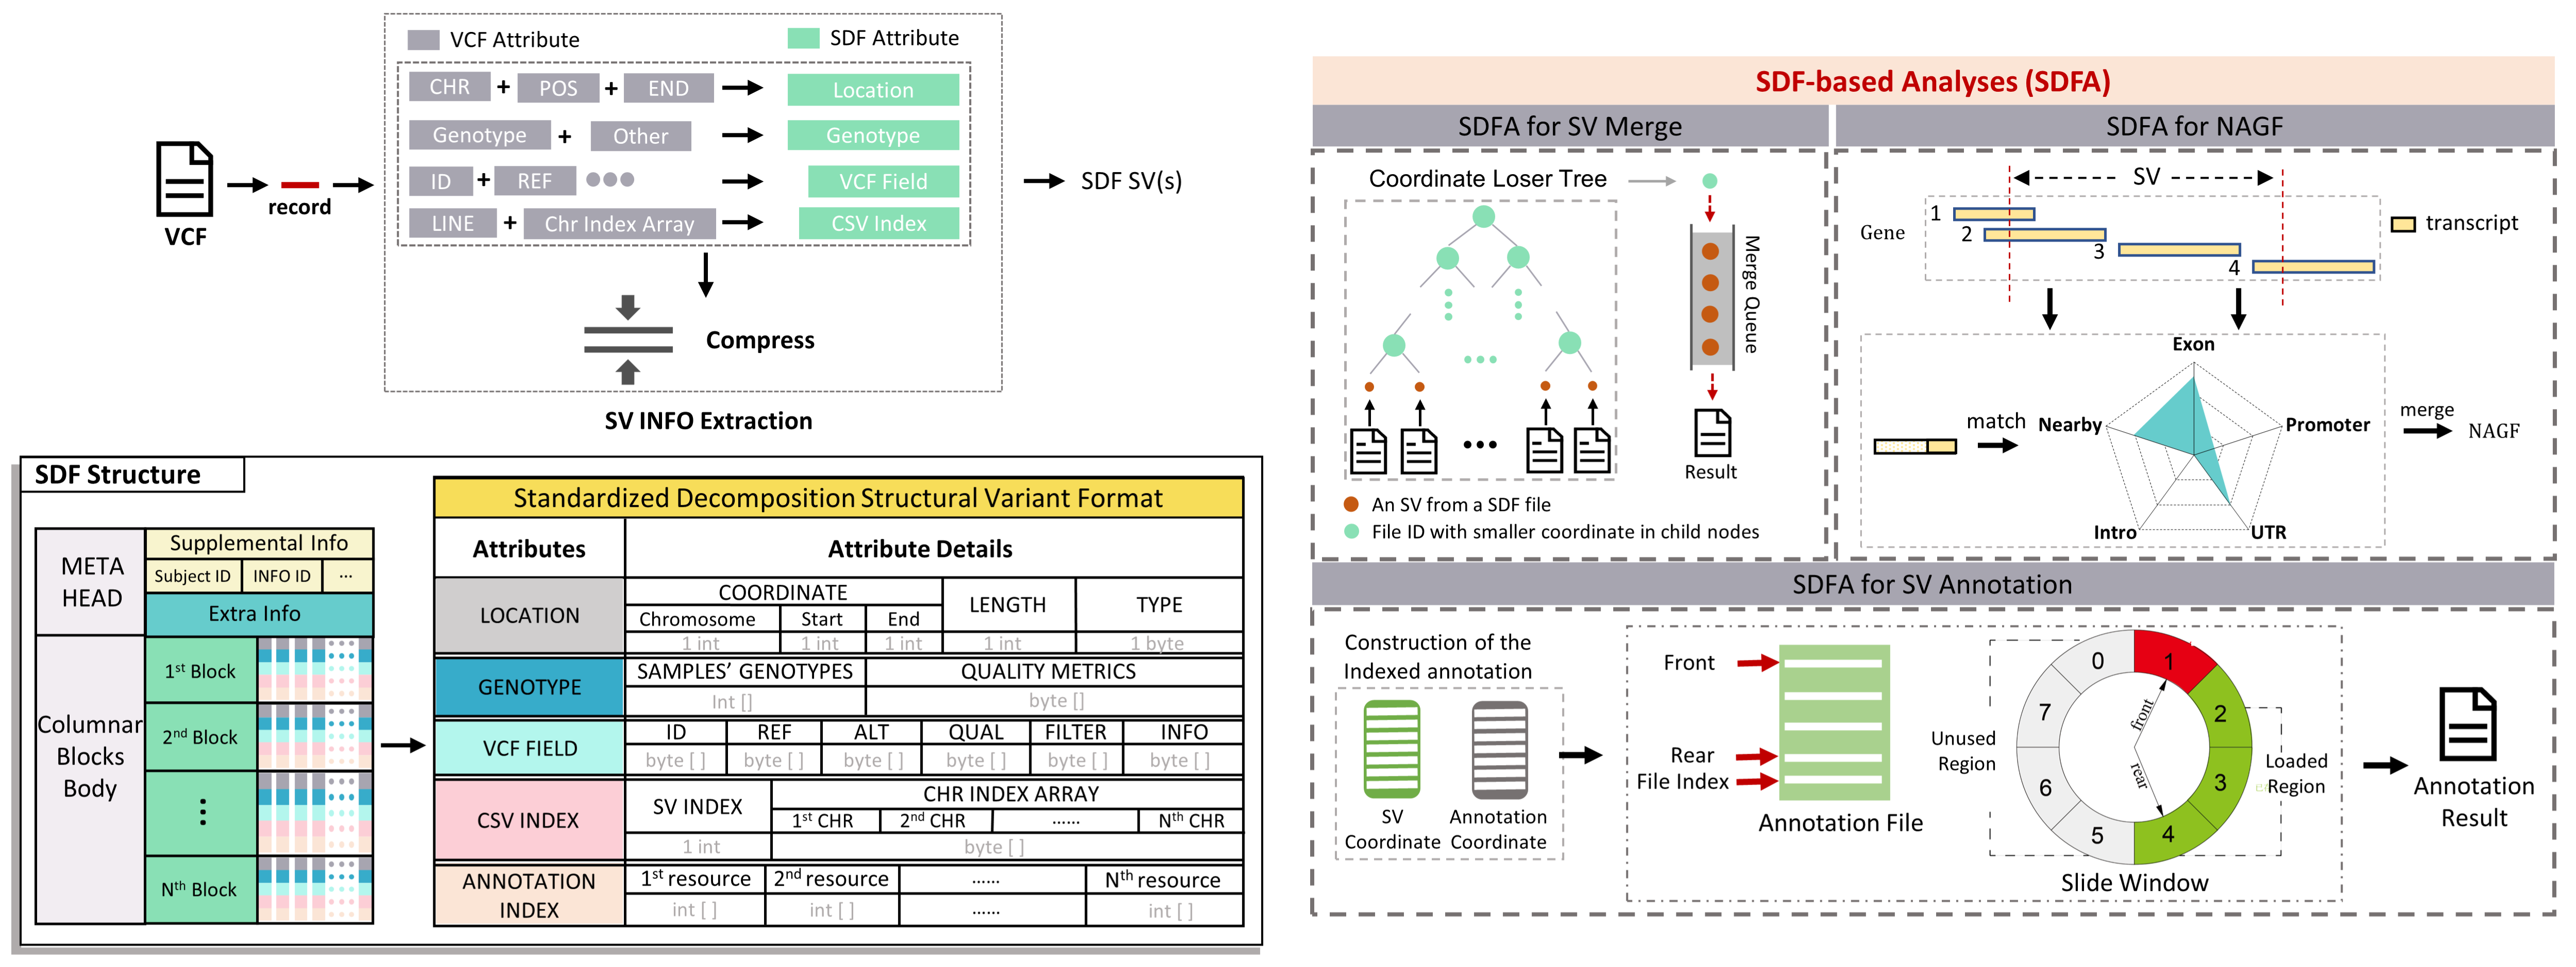 VCF Attribute
SDF Attribute
CHR + POS + END
Location
Genotype + Other
Genotype
ID + REF
VCF Field
LINE + Chr Index Array
CSV Index
VCF
record
SDF SV(s)
Compress
SV INFO Extraction
SDF Structure
META HEAD
Supplemental Info
Subject ID INFO ID ...
Extra Info
Columnar Blocks Body
1st Block
2nd Block
Nth Block
Standardized Decomposition Structural Variant Format
Attributes Attribute Details
LOCATION
COORDINATE LENGTH TYPE
Chromosome Start End
1 int 1 int 1 int 1 int 1 byte
GENOTYPE
SAMPLES' GENOTYPES QUALITY METRICS
Int [] byte []
VCF FIELD
ID REF ALT QUAL FILTER INFO
byte [ ] byte [ ] byte [ ] byte [ ] byte [ ] byte [ ]
CSV INDEX
SV INDEX CHR INDEX ARRAY
1st CHR 2nd CHR ...... Nth CHR
1 int byte [ ]
ANNOTATION INDEX
1st resource 2nd resource ...... Nth resource
int [ ] int [ ] ...... int [ ]
SDF-based Analyses (SDFA)
SDFA for SV Merge
Coordinate Loser Tree
Merge Queue
Result
An SV from a SDF file
File ID with smaller coordinate in child nodes
SDFA for NAGF
SV
Gene
1
2
3
4
transcript
match
Exon
Nearby
Promoter
Intro
UTR
merge
NAGF
SDFA for SV Annotation
Construction of the
Indexed annotation
SV
Coordinate
Annotation
Coordinate
Front
Rear
File Index
Annotation File
Unused
Region
0
1
2
3
4
5
6
7
front
rear
Loaded
Region
Slide Window
Annotation
Result